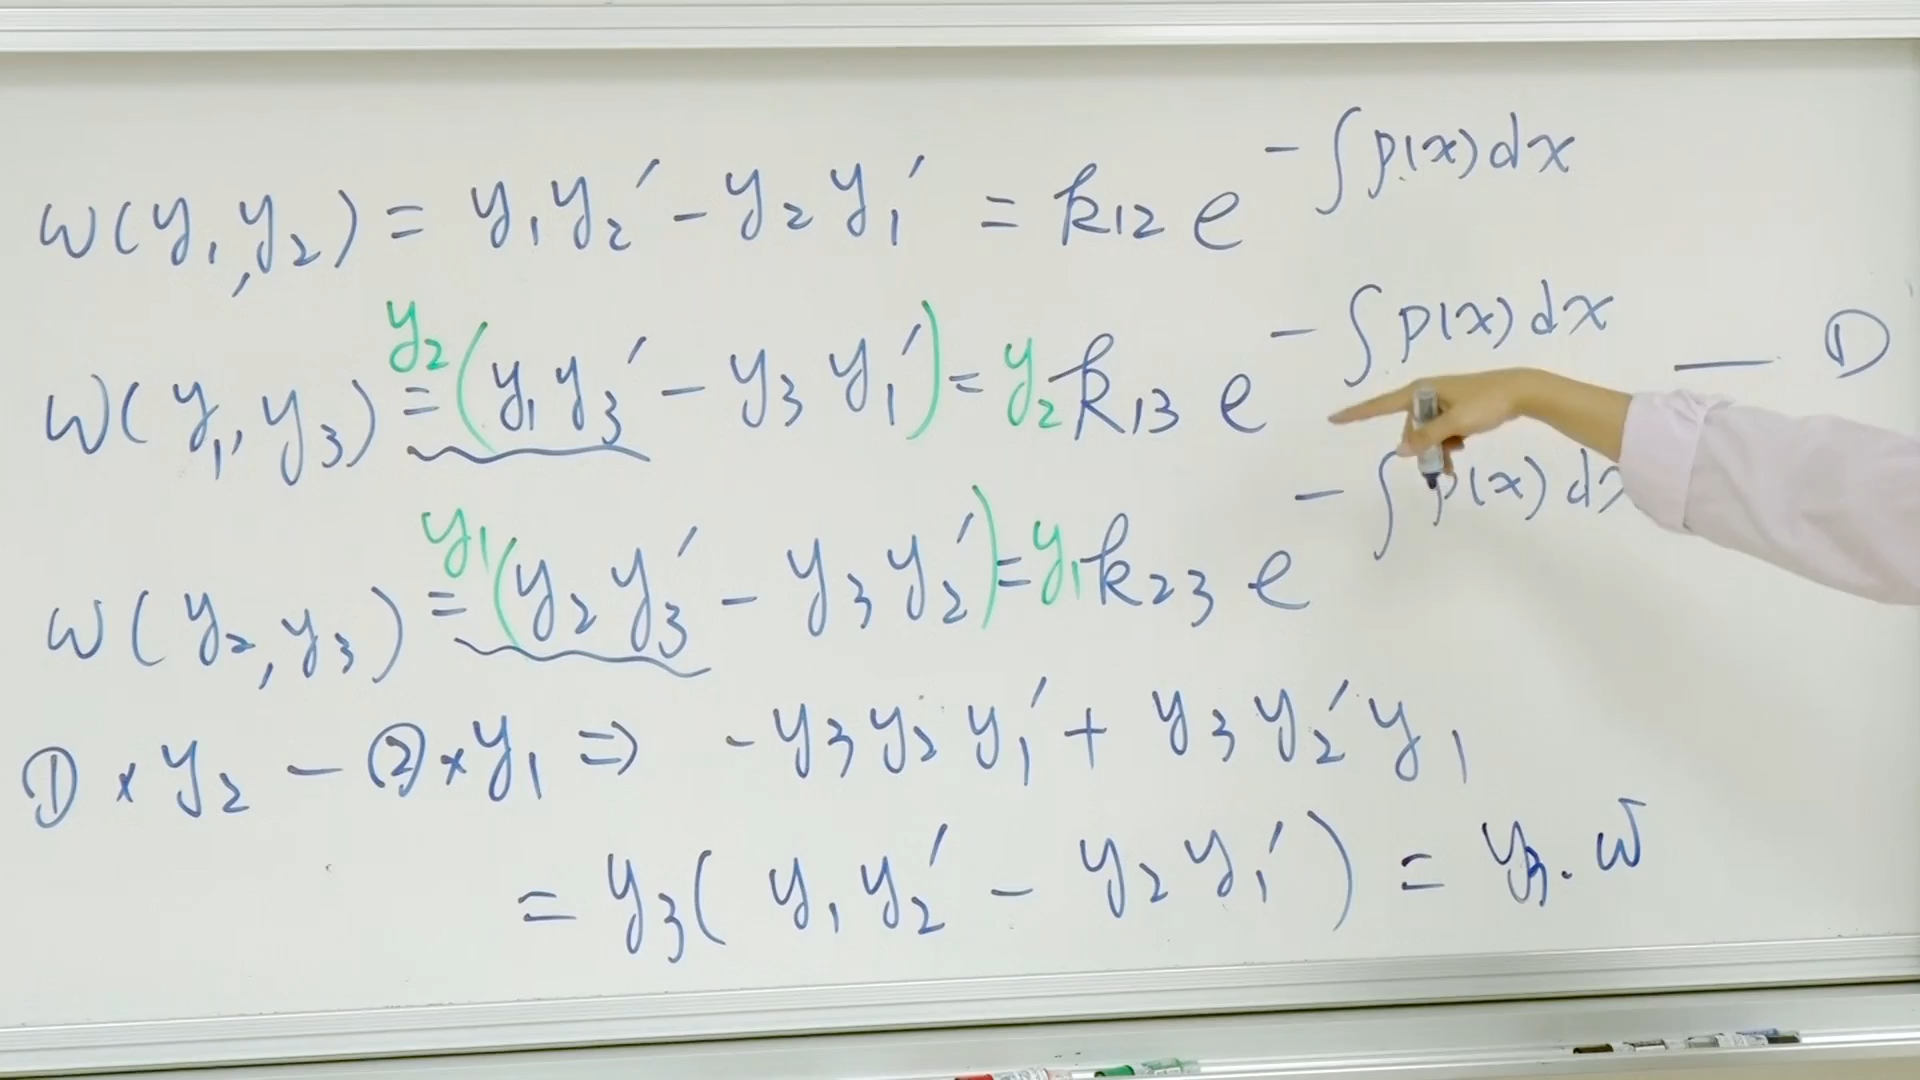 W(y₁, y₂) = y₁y₂′ − y₂y₁′ = k₁₂ e^{−∫p(x)dx}
W(y₁, y₃) = y₂(y₁y₃′ − y₃y₁′) = y₂k₁₃ e^{−∫p(x)dx} — ①
W(y₂, y₃) = y₁(y₂y₃′ − y₃y₂′) = y₁k₂₃ e^{−∫p(x)dx}
① × y₂ − ② × y₁ ⇒ −y₃y₂y₁′ + y₃y₂′y₁
= y₃(y₁y₂′ − y₂y₁′) = y₃·W